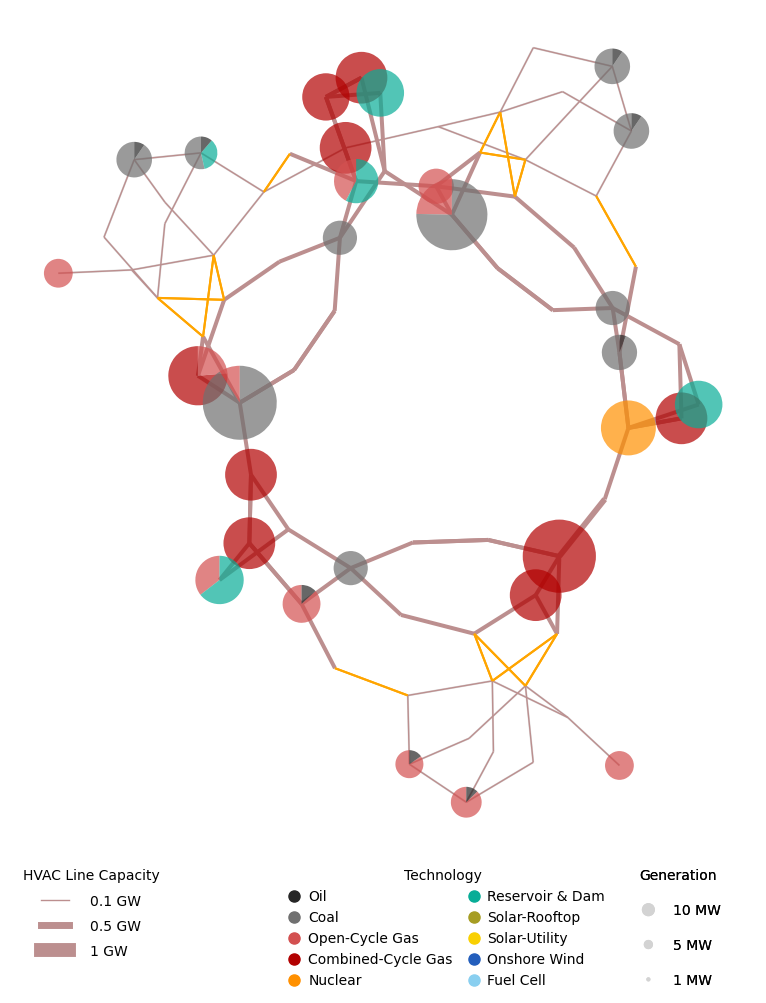 HVAC Line Capacity
0.1 GW
0.5 GW
1 GW
Technology
Oil
Coal
Open-Cycle Gas
Combined-Cycle Gas
Nuclear
Reservoir & Dam
Solar-Rooftop
Solar-Utility
Onshore Wind
Fuel Cell
Generation
10 MW
5 MW
1 MW